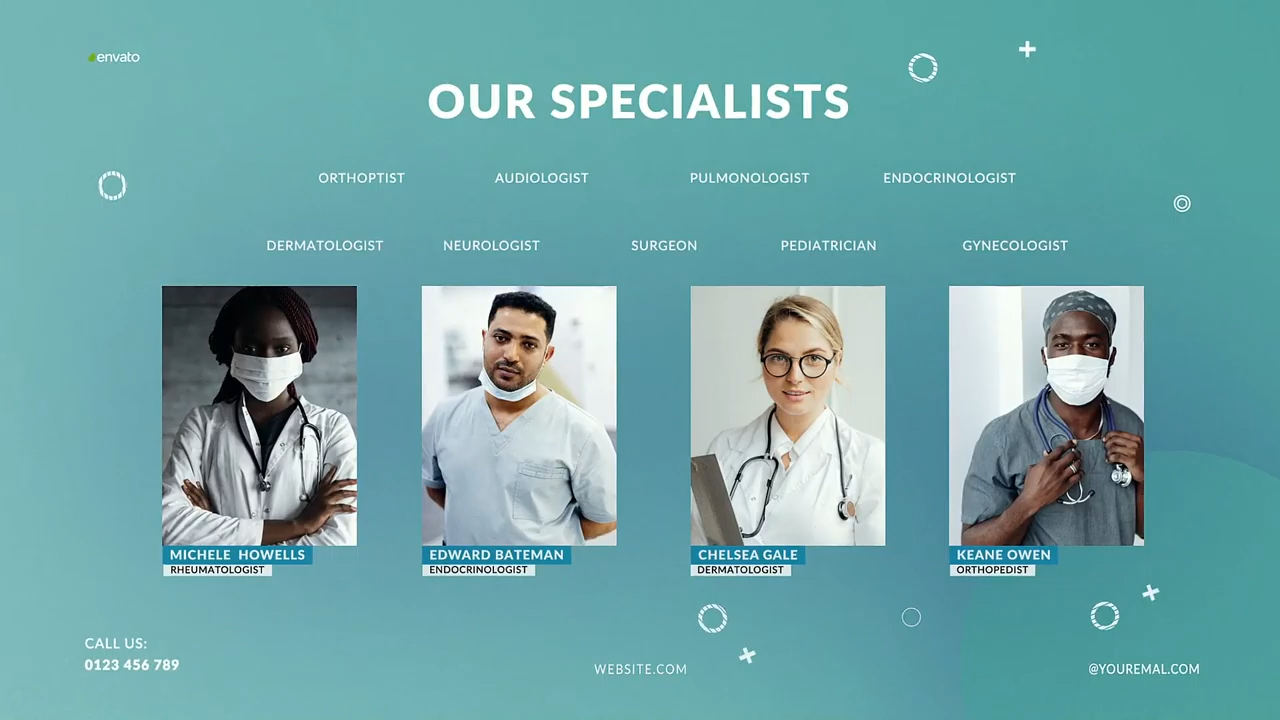 envato
OUR SPECIALISTS
ORTHOPTIST AUDIOLOGIST PULMONOLOGIST ENDOCRINOLOGIST
DERMATOLOGIST NEUROLOGIST SURGEON PEDIATRICIAN GYNECOLOGIST
MICHELE HOWELLS
RHEUMATOLOGIST
EDWARD BATEMAN
ENDOCRINOLOGIST
CHELSEA GALE
DERMATOLOGIST
KEANE OWEN
ORTHOPEDIST
CALL US:
0123 456 789
WEBSITE.COM
@YOUREMAL.COM